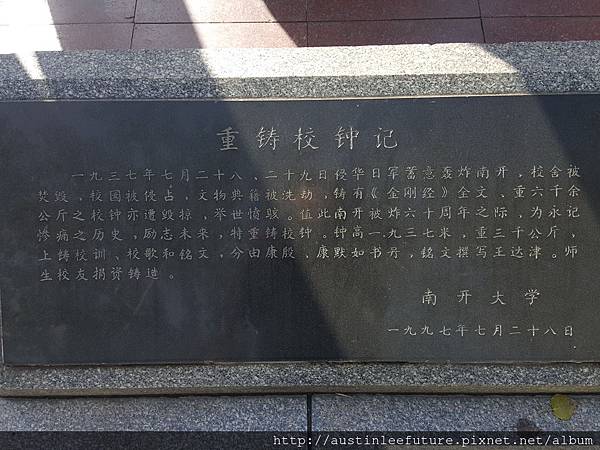 重铸校钟记
一九三七年七月二十八、二十九日侵华日军蓄意轰炸南开，校舍被
焚毁，校园被侵占，文物典籍被洗劫，铸有《金刚经》全文、重六千余
公斤之校钟亦遭毁掠，举世愤骇。值此南开被炸六十周年之际，为永记
惨痛之历史，励志未来，特重铸校钟。钟高一.九三七米，重三千公斤，
上铸校训、校歌和铭文，分由康殷、康默如书丹，铭文撰写王达津。师
生校友捐资铸造。
南开大学
一九九七年七月二十八日
http://austinleefuture.pixnet.net/album